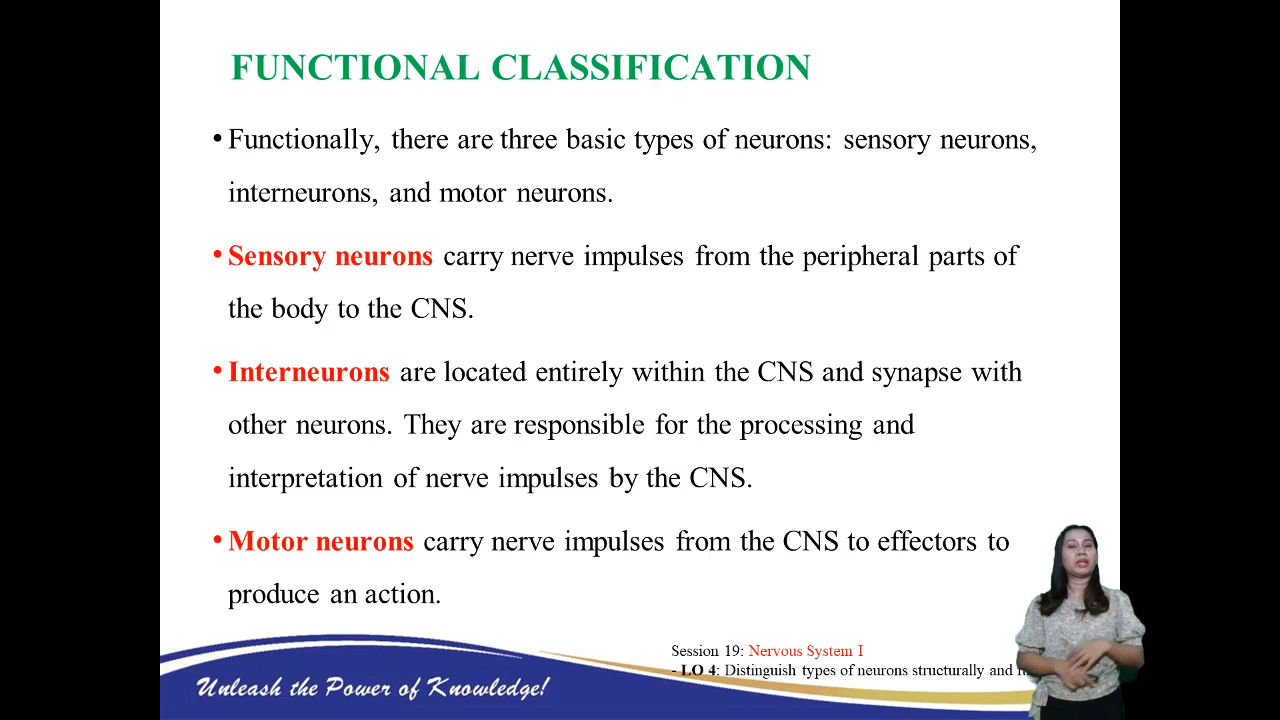 FUNCTIONAL CLASSIFICATION
• Functionally, there are three basic types of neurons: sensory neurons,
interneurons, and motor neurons.
• Sensory neurons carry nerve impulses from the peripheral parts of
the body to the CNS.
• Interneurons are located entirely within the CNS and synapse with
other neurons. They are responsible for the processing and
interpretation of nerve impulses by the CNS.
• Motor neurons carry nerve impulses from the CNS to effectors to
produce an action.
Session 19: Nervous System I
- LO 4: Distinguish types of neurons structurally and
Unleash the Power of Knowledge!